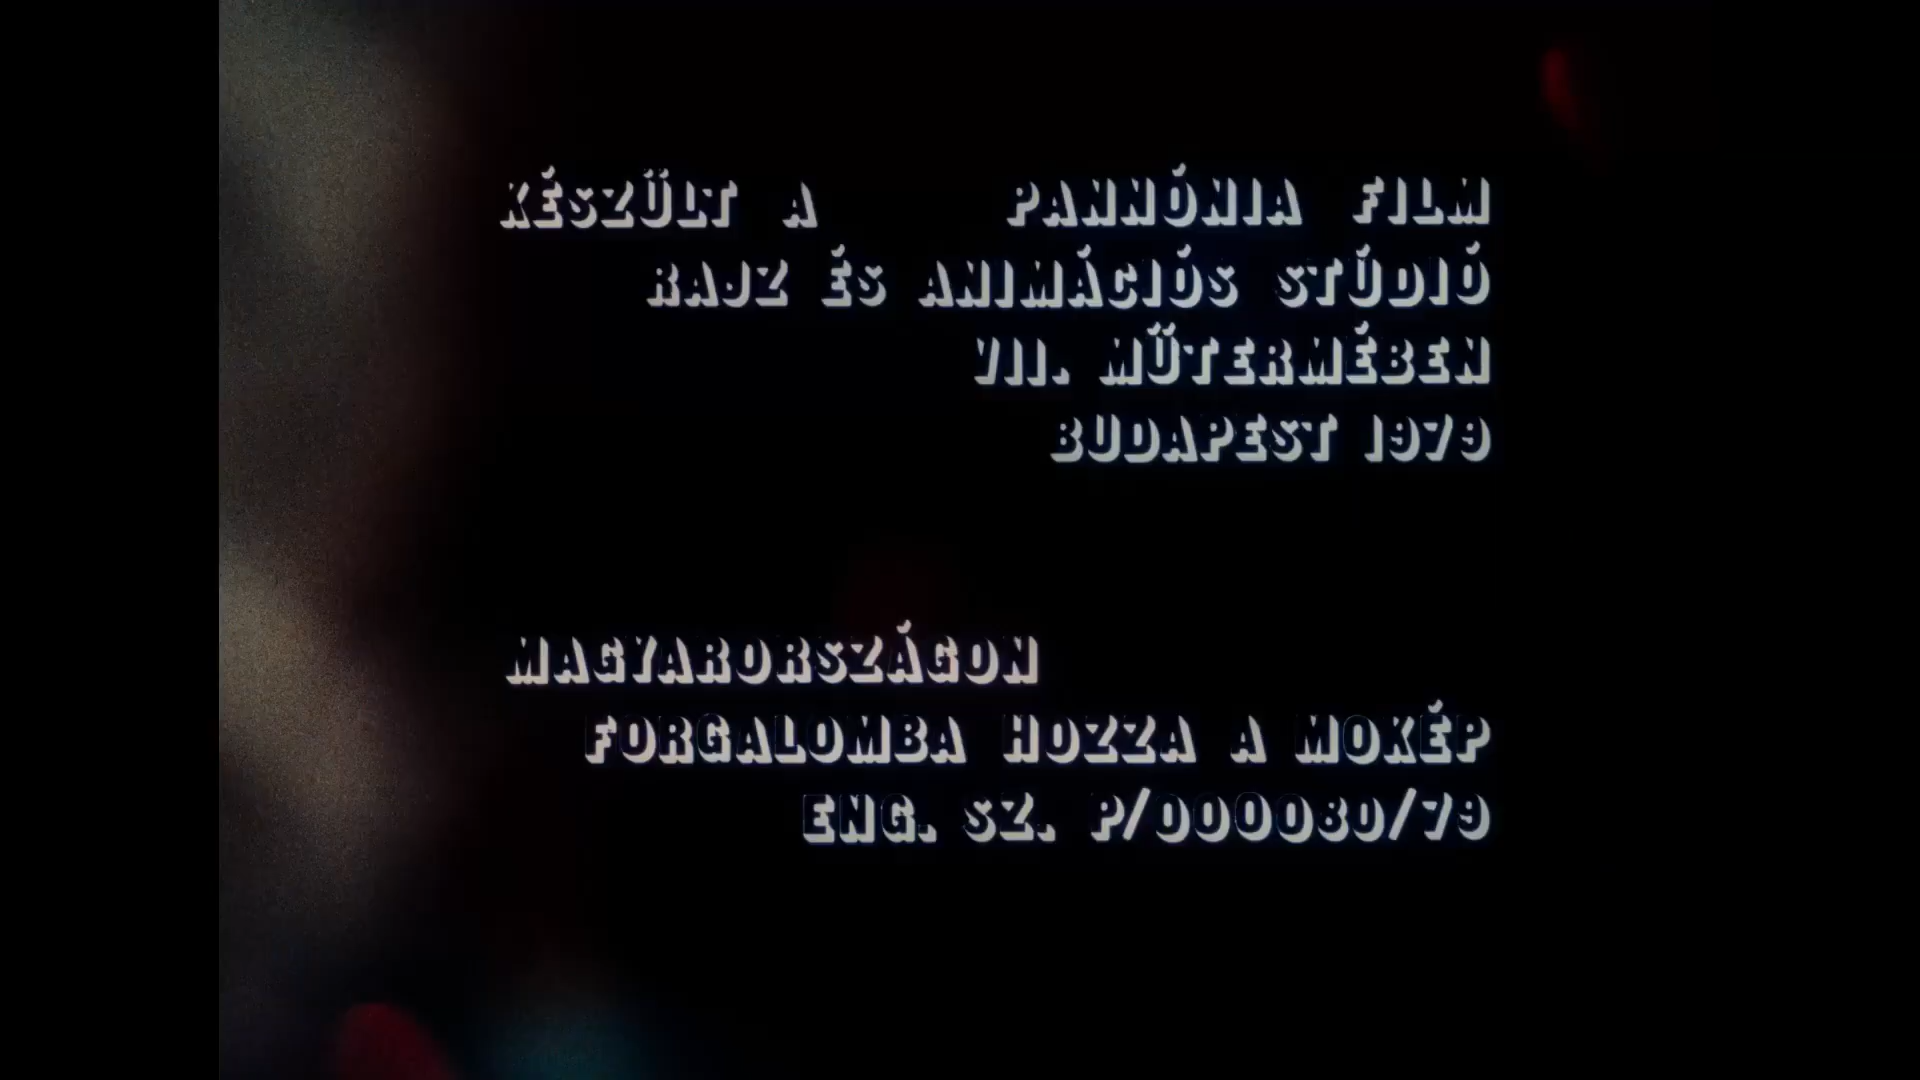 KÉSZÜLT A PANNÓNIA FILM
RAJZ ÉS ANIMÁCIÓS STÚDIÓ
VII. MŰTERMÉBEN
BUDAPEST 1979
MAGYARORSZÁGON
FORGALOMBA HOZZA A MOKÉP
ENG. SZ. P/000080/79